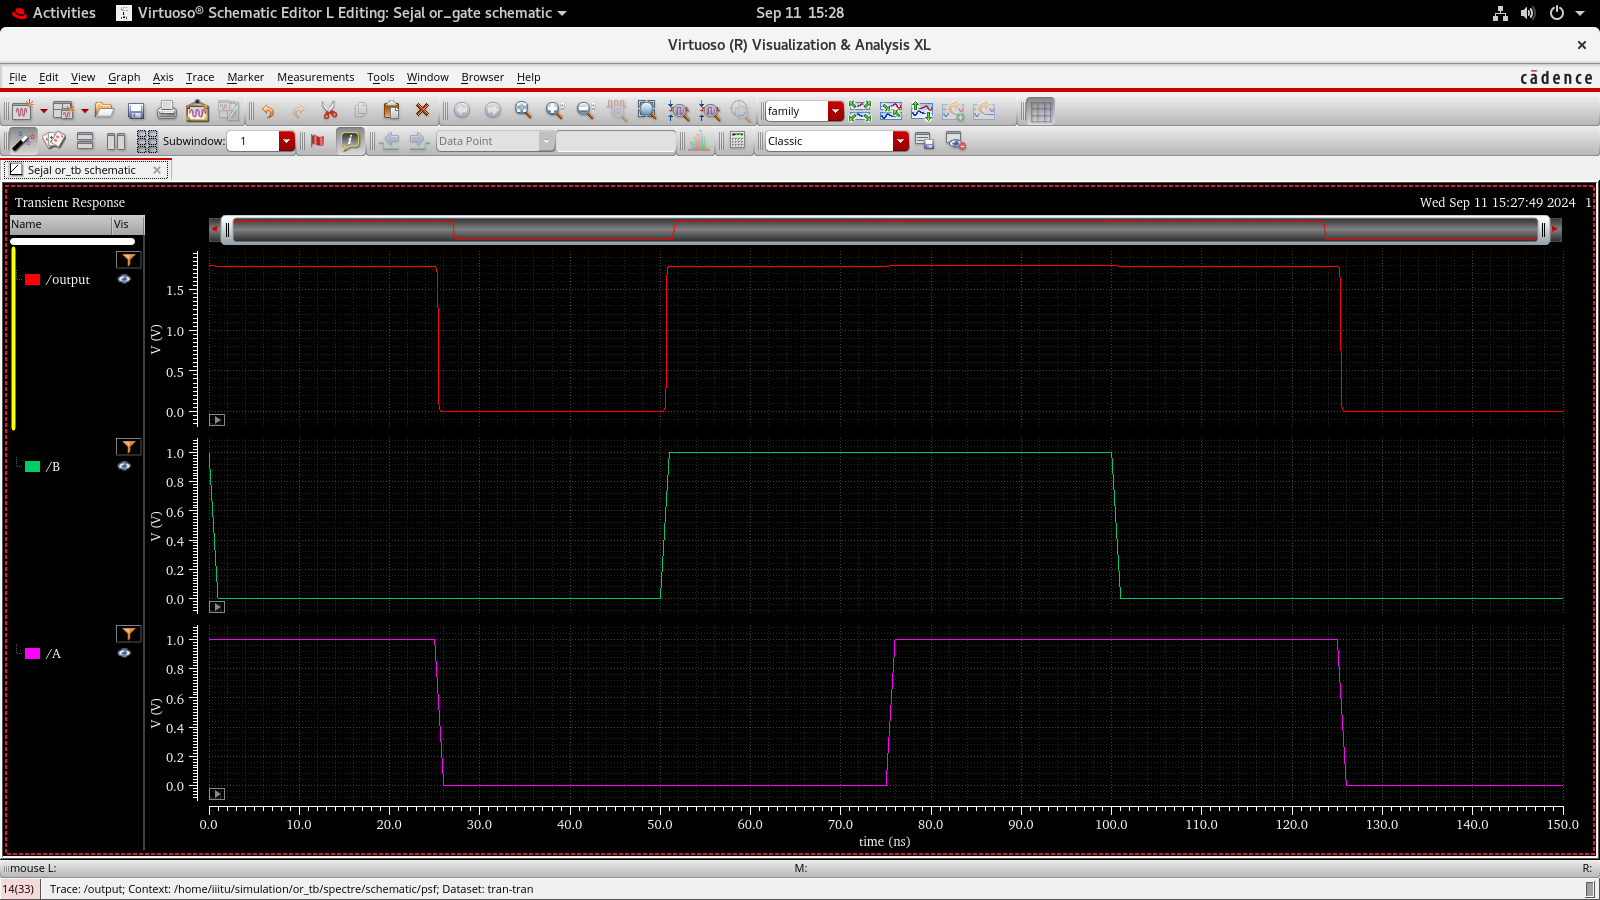 Activities Virtuoso® Schematic Editor L Editing: Sejal or_gate schematic Sep 11 15:28
Virtuoso (R) Visualization & Analysis XL ×
File Edit View Graph Axis Trace Marker Measurements Tools Window Browser Help cādence
family
Subwindow: 1 Data Point Classic
Sejal or_tb schematic
Transient Response Wed Sep 11 15:27:49 2024 1
Name Vis
/output
V (V)
1.5
1.0
0.5
0.0
/B
V (V)
1.0
0.8
0.6
0.4
0.2
0.0
/A
V (V)
1.0
0.8
0.6
0.4
0.2
0.0
0.0 10.0 20.0 30.0 40.0 50.0 60.0 70.0 80.0 90.0 100.0 110.0 120.0 130.0 140.0 150.0
time (ns)
mouse L: M: R:
14(33) Trace: /output; Context: /home/iiitu/simulation/or_tb/spectre/schematic/psf; Dataset: tran-tran